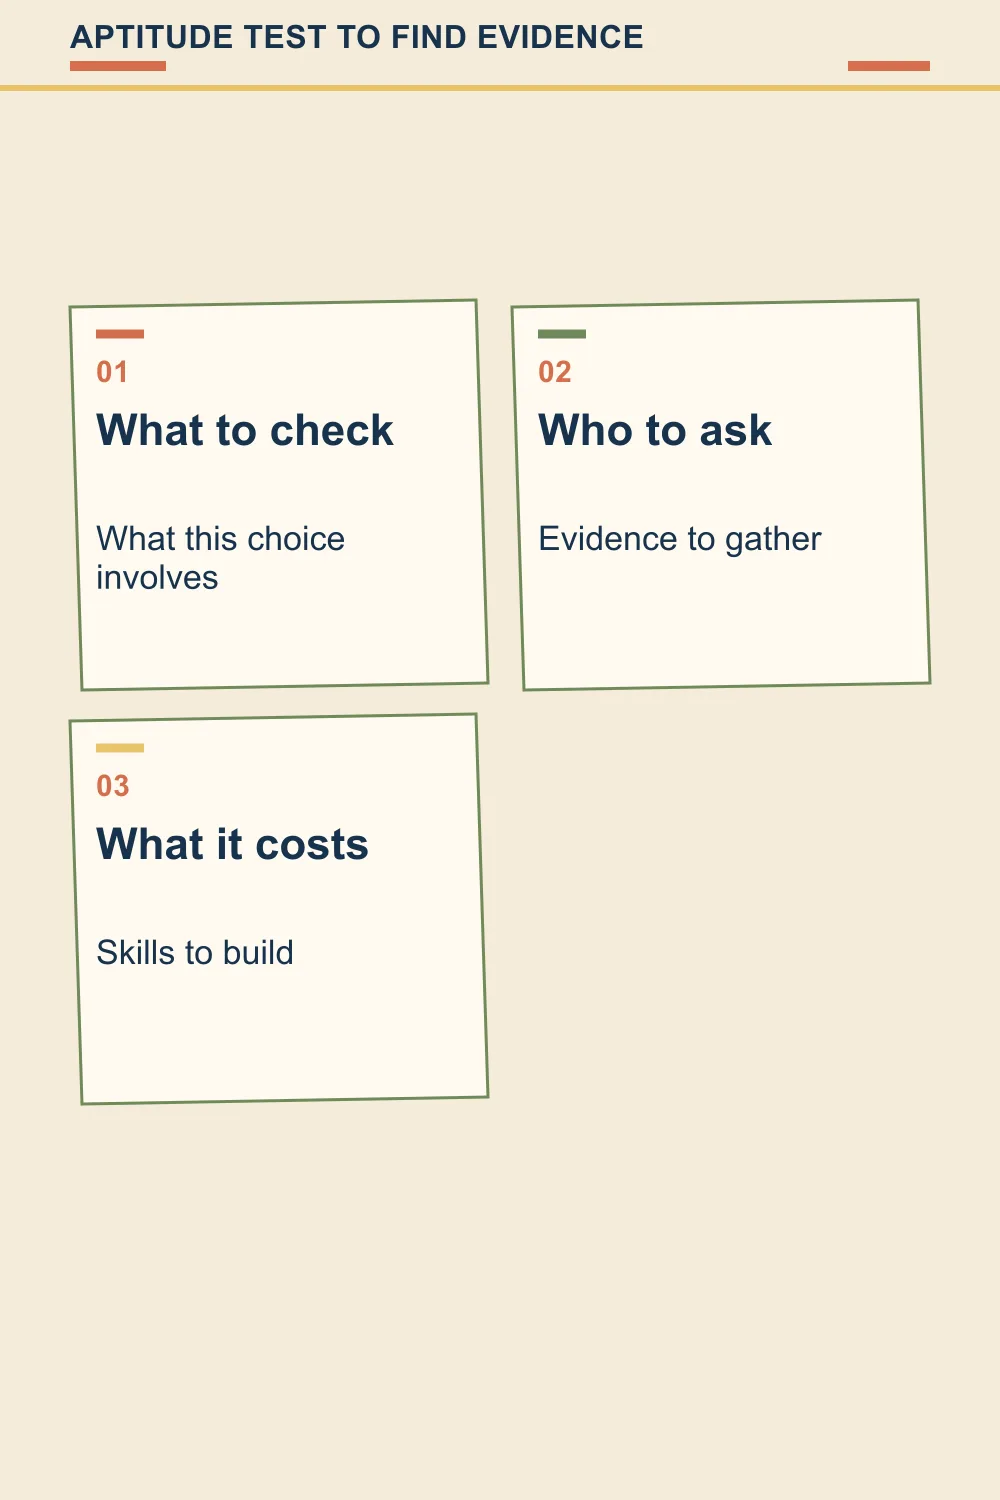 APTITUDE TEST TO FIND EVIDENCE
01
What to check
What this choice
involves
02
Who to ask
Evidence to gather
03
What it costs
Skills to build